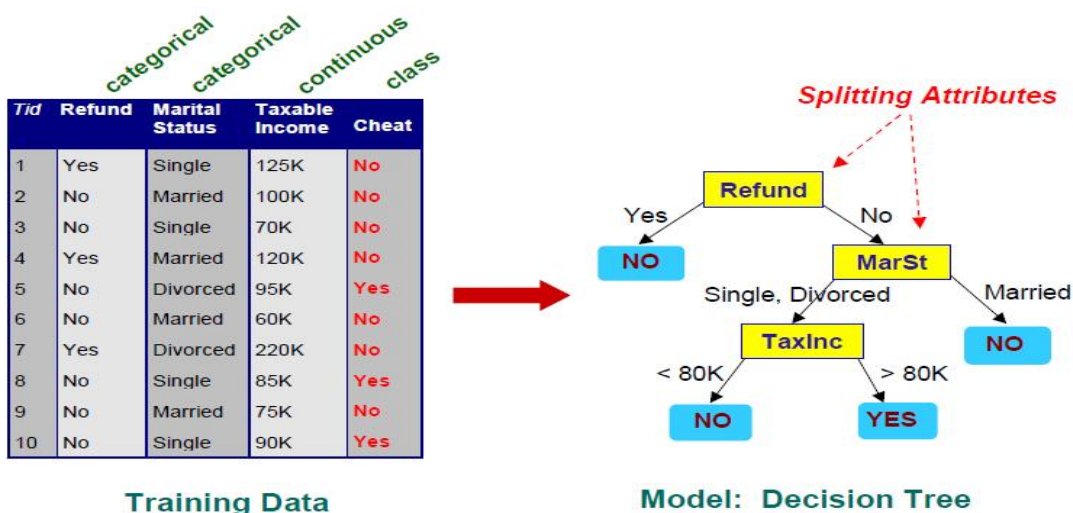 categorical categorical continuous class
Tid Refund Marital Status Taxable Income Cheat
1 Yes Single 125K No
2 No Married 100K No
3 No Single 70K No
4 Yes Married 120K No
5 No Divorced 95K Yes
6 No Married 60K No
7 Yes Divorced 220K No
8 No Single 85K Yes
9 No Married 75K No
10 No Single 90K Yes
Training Data
Splitting Attributes
Refund
Yes No
NO MarSt
Single, Divorced Married
TaxInc NO
< 80K > 80K
NO YES
Model: Decision Tree